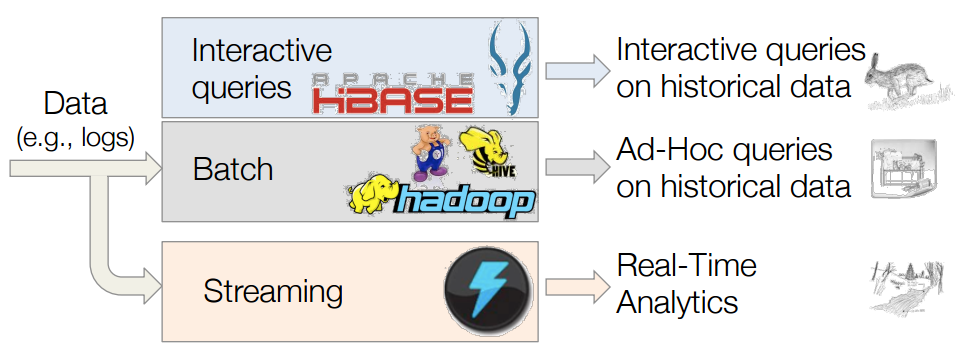 Data
(e.g., logs)
Interactive
queries
APACHE
HBASE
Interactive queries
on historical data
Batch
HIVE
hadoop
Ad-Hoc queries
on historical data
Streaming
Real-Time
Analytics